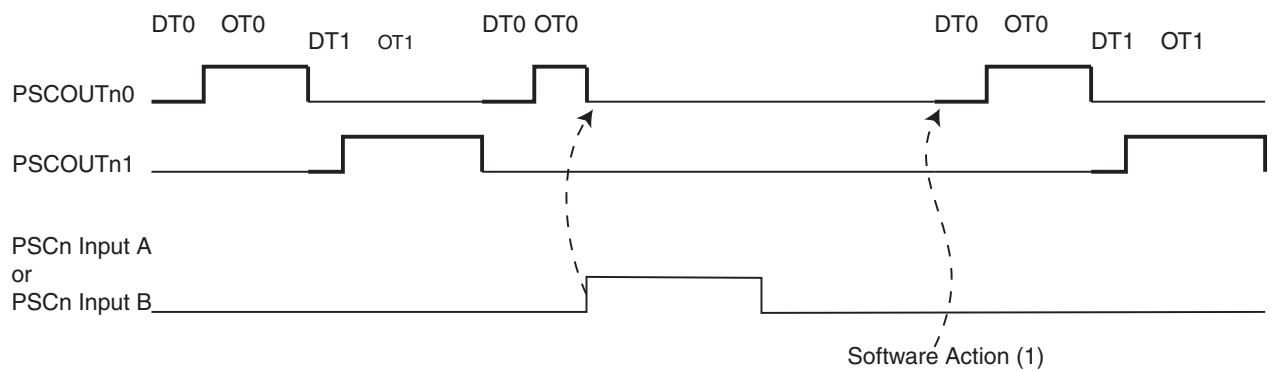 DT0 OT0 DT0 OT0 DT0 OT0
DT1 OT1 DT1 OT1
PSCOUTn0
PSCOUTn1
PSCn Input A
or
PSCn Input B
Software Action (1)